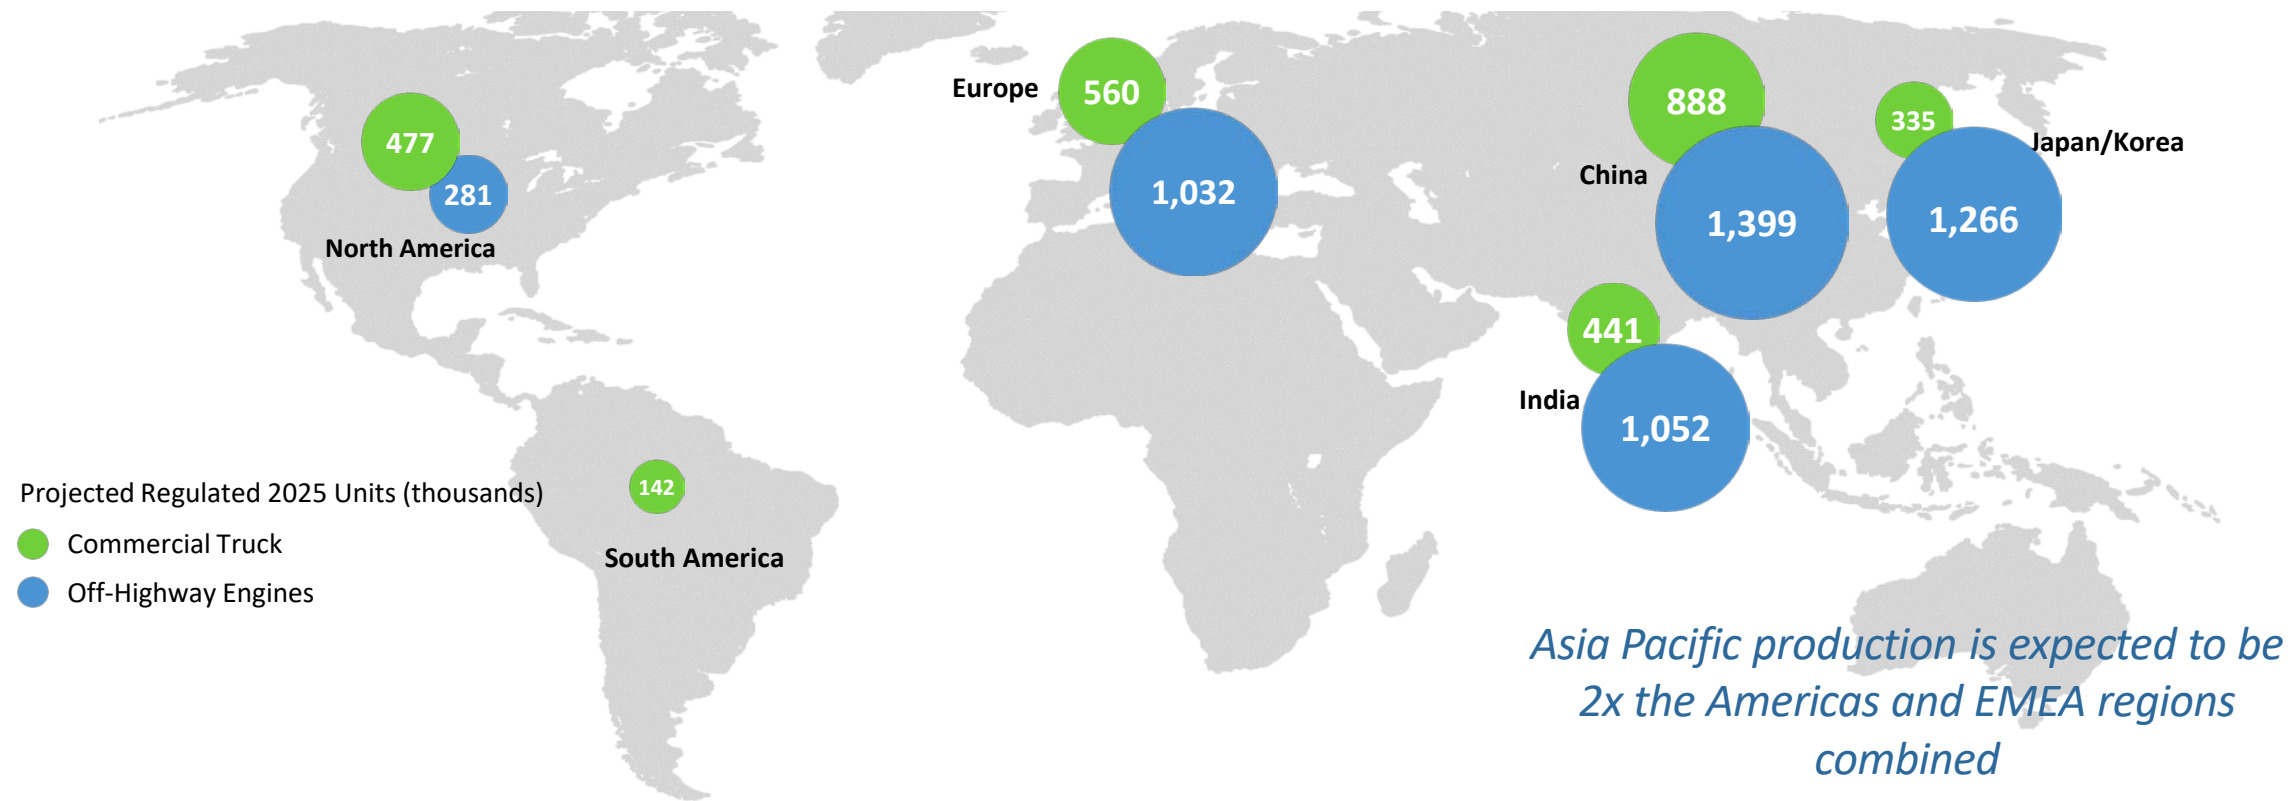 Europe
560
1,032
477
281
North America
888
China
1,399
335
Japan/Korea
1,266
441
India
1,052
142
South America
Projected Regulated 2025 Units (thousands)
Commercial Truck
Off-Highway Engines
Asia Pacific production is expected to be
2x the Americas and EMEA regions
combined